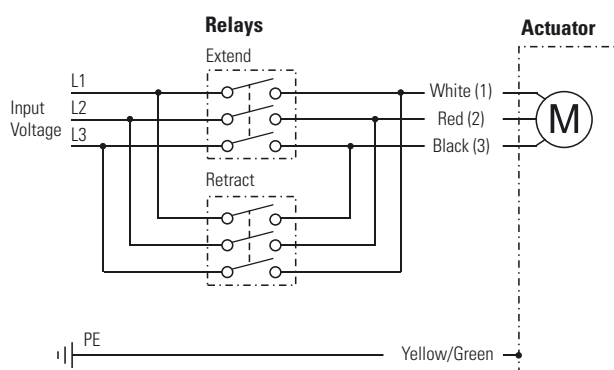 Relays
Actuator
Extend
L1
White (1)
Input
Voltage
L2
Red (2)
M
L3
Black (3)
Retract
PE
Yellow/Green